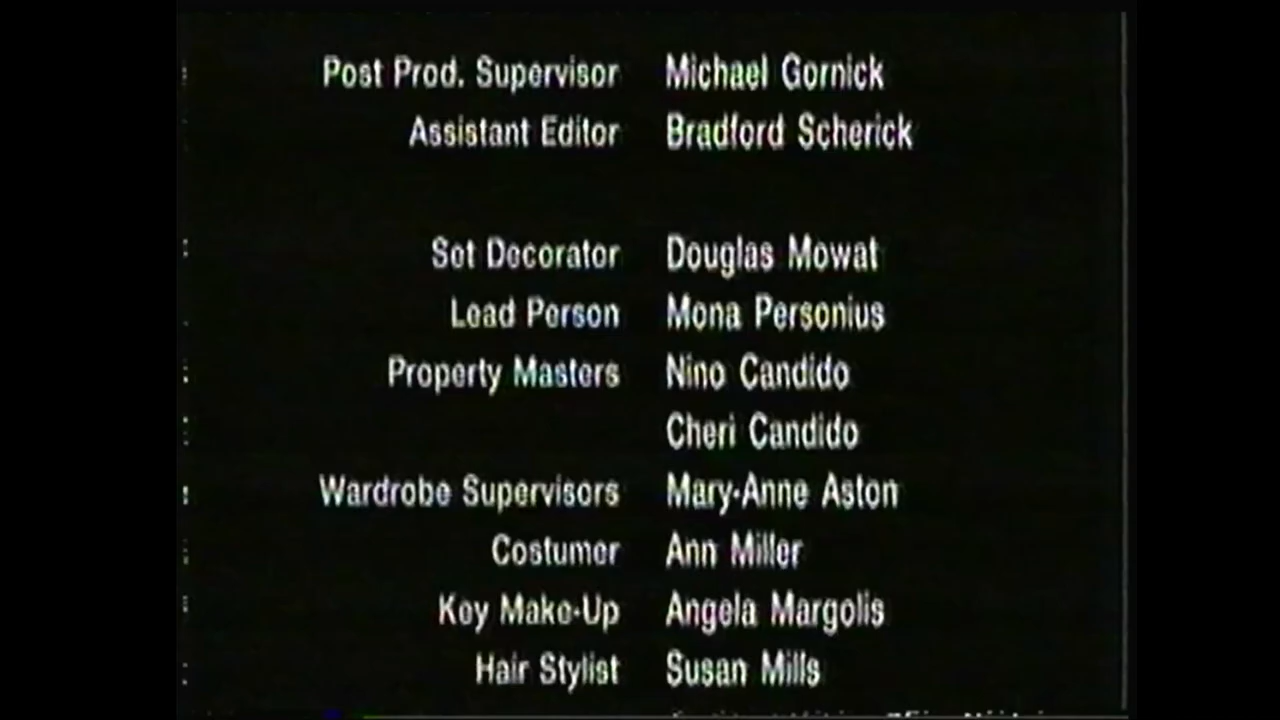 Post Prod. Supervisor Michael Gornick
Assistant Editor Bradford Scherick
Set Decorator Douglas Mowat
Lead Person Mona Personius
Property Masters Nino Candido
Cheri Candido
Wardrobe Supervisors Mary-Anne Aston
Costumer Ann Miller
Key Make-Up Angela Margolis
Hair Stylist Susan Mills